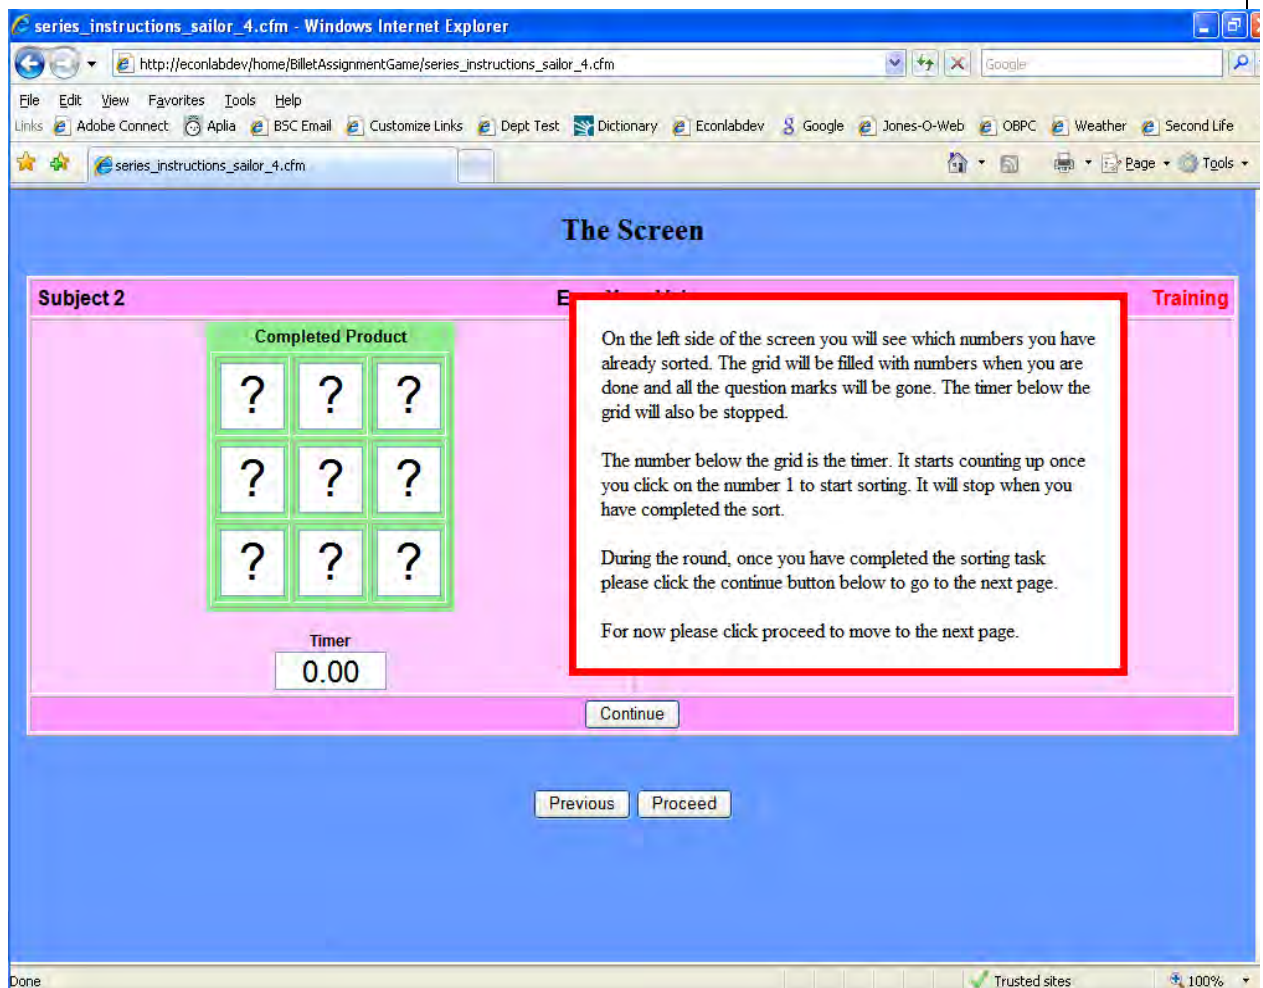 series_instructions_sailor_4.cfm - Windows Internet Explorer
http://econlabdev/home/BilletAssignmentGame/series_instructions_sailor_4.cfm
Google
File Edit View Favorites Tools Help
Links Adobe Connect Aplia BSC Email Customize Links Dept Test Dictionary Econlabdev Google Jones-O-Web OBPC Weather Second Life
series_instructions_sailor_4.cfm
Page Tools
The Screen
Subject 2
Training
Completed Product
? ? ?
? ? ?
? ? ?
Timer
0.00
On the left side of the screen you will see which numbers you have
already sorted. The grid will be filled with numbers when you are
done and all the question marks will be gone. The timer below the
grid will also be stopped.
The number below the grid is the timer. It starts counting up once
you click on the number 1 to start sorting. It will stop when you
have completed the sort.
During the round, once you have completed the sorting task
please click the continue button below to go to the next page.
For now please click proceed to move to the next page.
Continue
Previous Proceed
Done
Trusted sites
100%